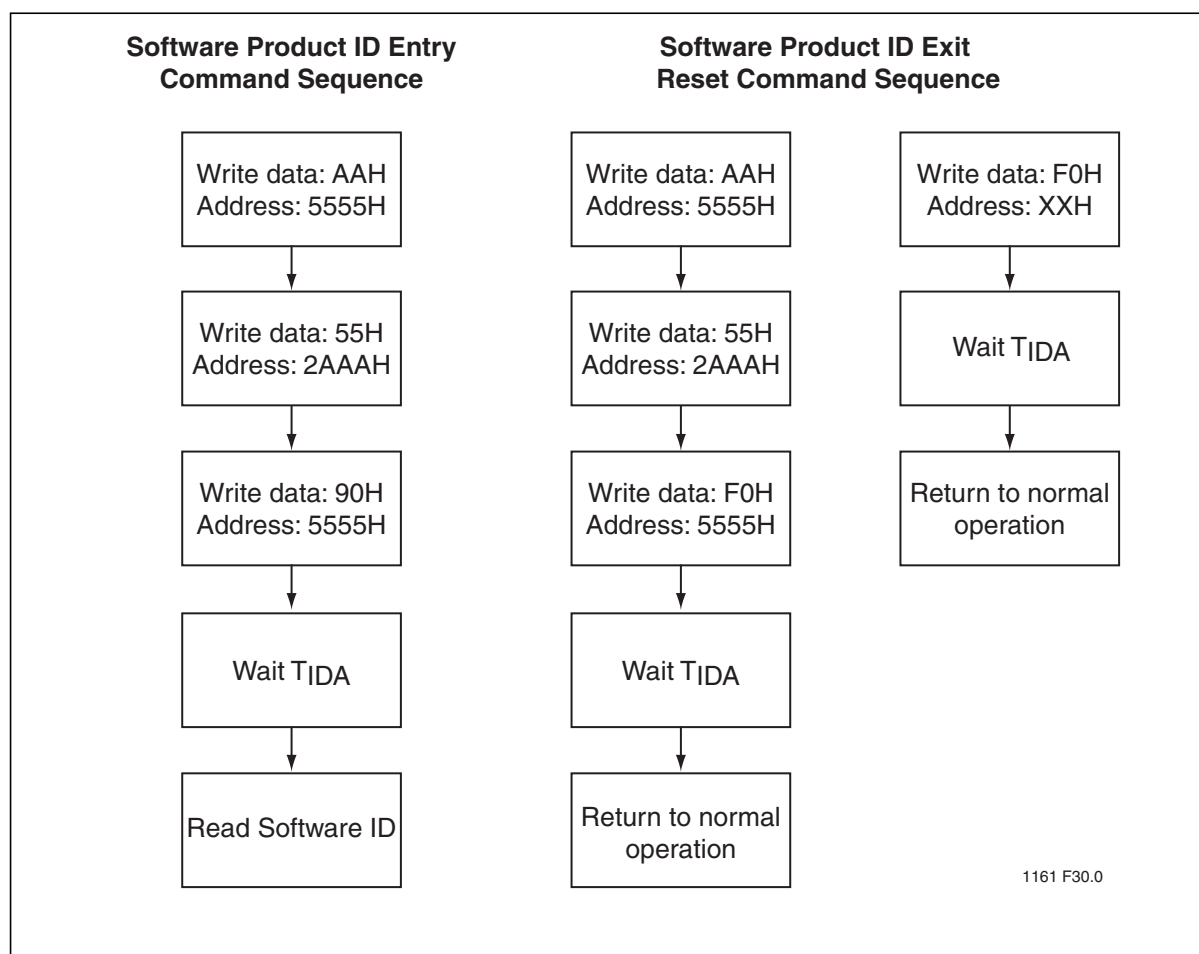 Software Product ID Entry
Command Sequence
Write data: AAH
Address: 5555H
Write data: 55H
Address: 2AAAH
Write data: 90H
Address: 5555H
Wait TIDA
Read Software ID
Software Product ID Exit
Reset Command Sequence
Write data: AAH
Address: 5555H
Write data: 55H
Address: 2AAAH
Write data: F0H
Address: 5555H
Wait TIDA
Return to normal
operation
Write data: F0H
Address: XXH
Wait TIDA
Return to normal
operation
1161 F30.0